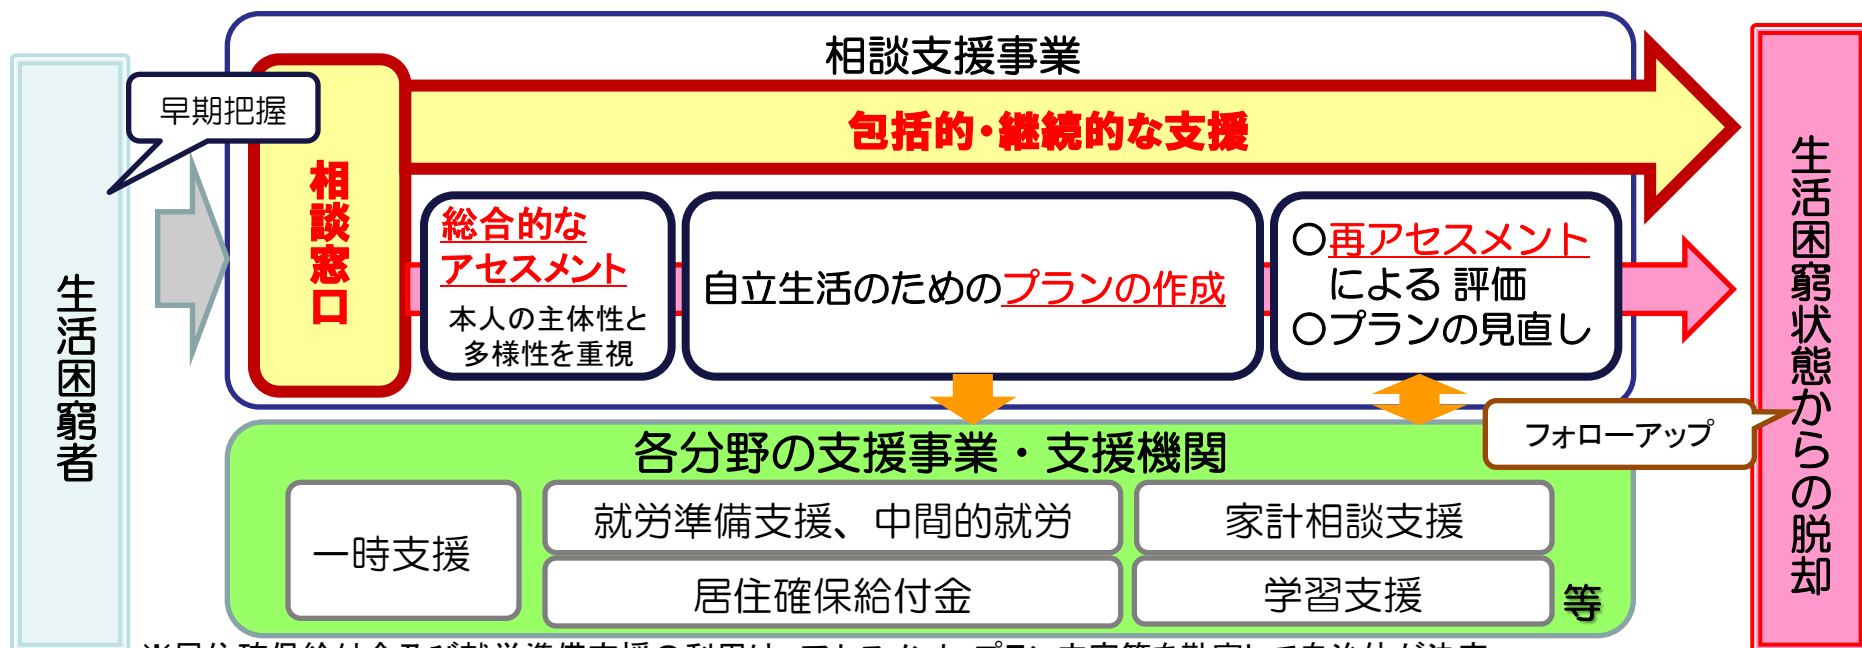 相談支援事業
早期把握
包括的・継続的な支援
生活困窮者
相談窓口
総合的な
アセスメント
本人の主体性と
多様性を重視
自立生活のためのプランの作成
○再アセスメント
による 評価
○プランの見直し
生活困窮状態からの脱却
フォローアップ
各分野の支援事業・支援機関
一時支援
就労準備支援、中間的就労
家計相談支援
居住確保給付金
学習支援
等